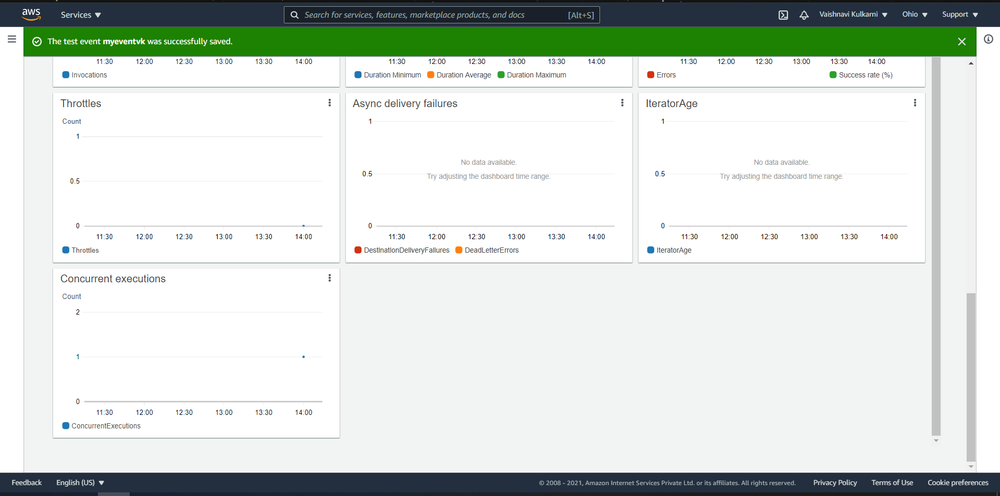 aws Services Search for services, features, marketplace products, and docs [Alt+S] Vaishnavi Kulkarni Ohio Support
The test event myeventvk was successfully saved.
11:30 12:00 12:30 13:00 13:30 14:00
Invocations
11:30 12:00 12:30 13:00 13:30 14:00
Duration Minimum Duration Average Duration Maximum
11:30 12:00 12:30 13:00 13:30 14:00
Errors Success rate (%)
Throttles
Count
1
0.5
0
11:30 12:00 12:30 13:00 13:30 14:00
Throttles
Async delivery failures
1
No data available.
0.5
Try adjusting the dashboard time range.
0
11:30 12:00 12:30 13:00 13:30 14:00
DestinationDeliveryFailures DeadLetterErrors
IteratorAge
1
No data available.
0.5
Try adjusting the dashboard time range.
0
11:30 12:00 12:30 13:00 13:30 14:00
IteratorAge
Concurrent executions
Count
2
1
0
11:30 12:00 12:30 13:00 13:30 14:00
ConcurrentExecutions
Feedback English (US) © 2008 - 2021, Amazon Internet Services Private Ltd. or its affiliates. All rights reserved. Privacy Policy Terms of Use Cookie preferences